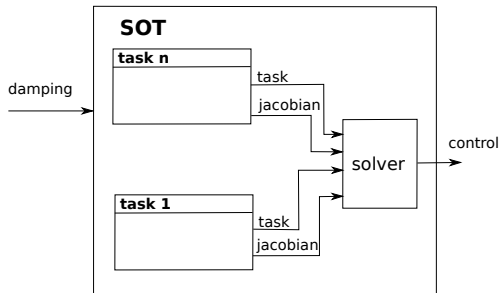 SOT
task n
task
damping
jacobian
control
solver
task 1
task
jacobian